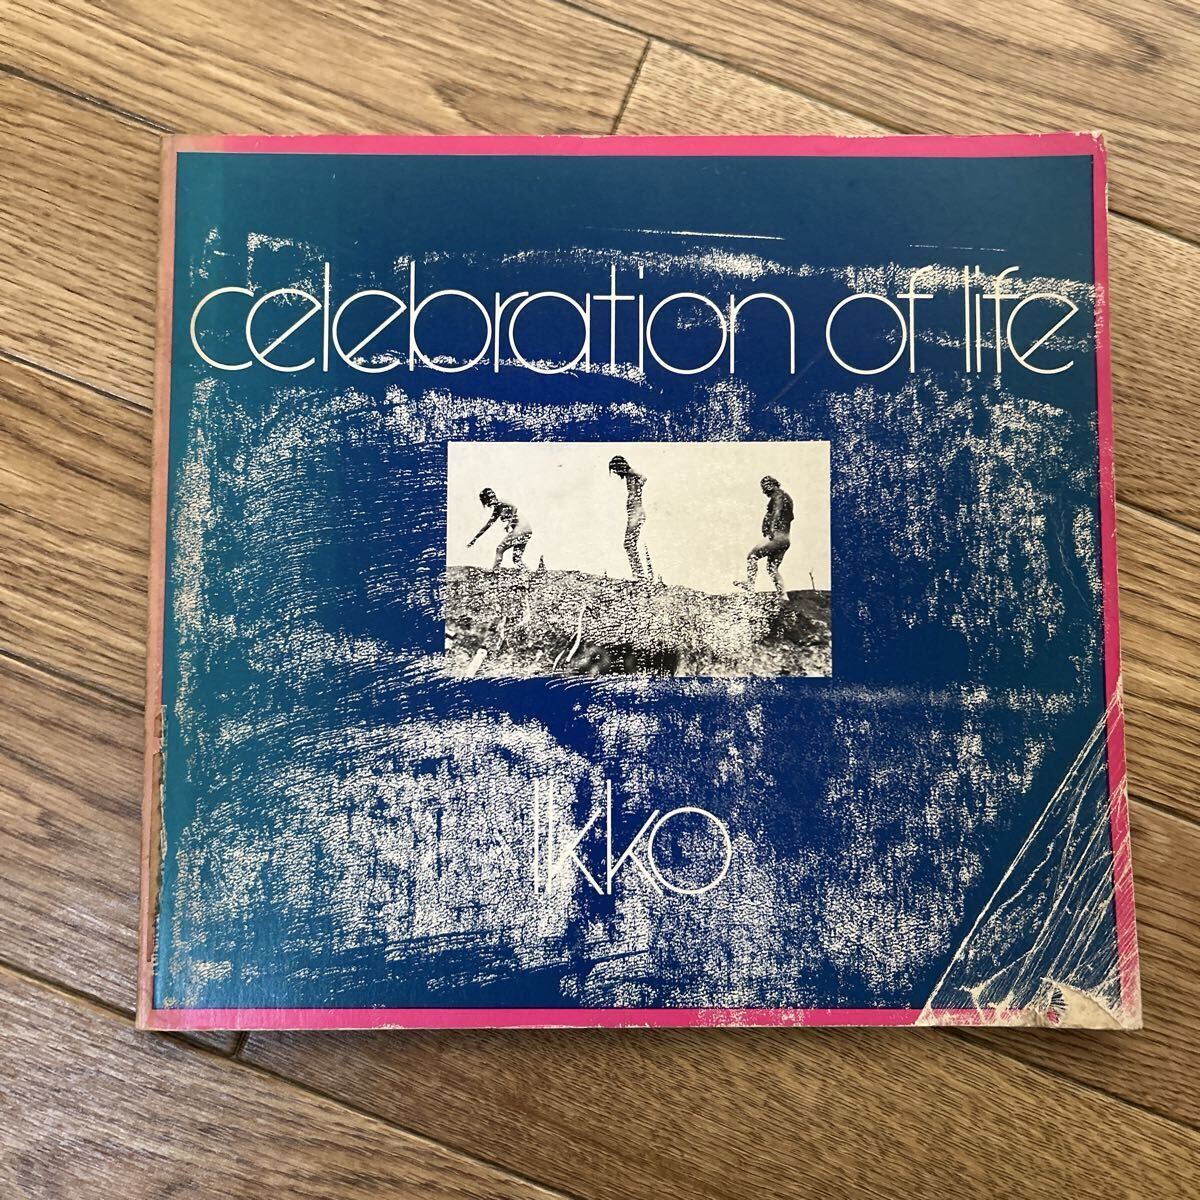 celebration of life
Ikko